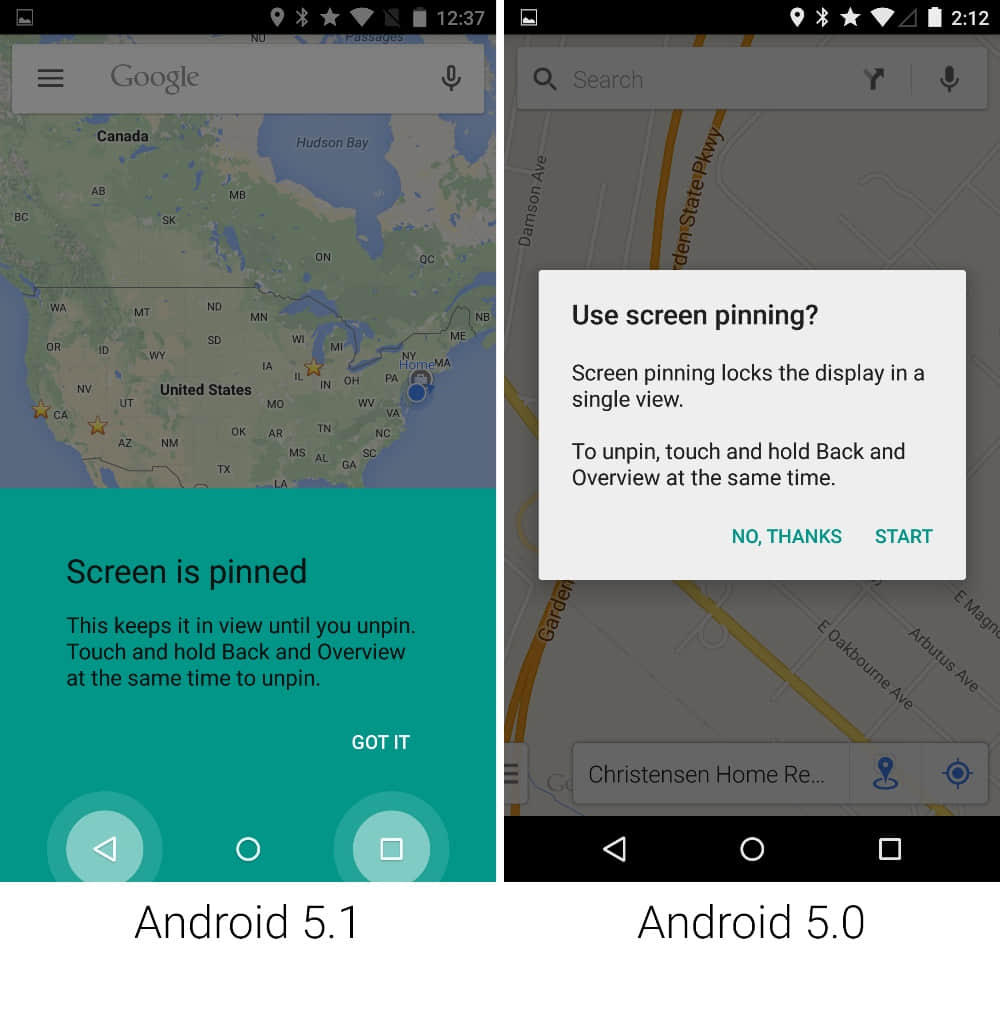 12:37
NU
Passages
Google
Canada
Hudson Bay
AB
MB
BC
SK
ON
QC
WA
MT
ND
MN
NB
OR
ID
SD
WI
MI
ME
WY
IA
NY
Home
MA
NV
UT
United States
IL
IN
OH
PA
CA
MO
WV
VA
AZ
NM
OK
AR
TN
NC
MS
AL
SC
TX
GA
LA
Screen is pinned
This keeps it in view until you unpin.
Touch and hold Back and Overview
at the same time to unpin.
GOT IT
Android 5.1
2:12
Search
Damson Ave
rden State Pkwy
Use screen pinning?
Screen pinning locks the display in a
single view.
To unpin, touch and hold Back and
Overview at the same time.
NO, THANKS
START
Garden
E Magno
E Oakbourne Ave
Arbutus Ave
Christensen Home Re...
Go
Android 5.0